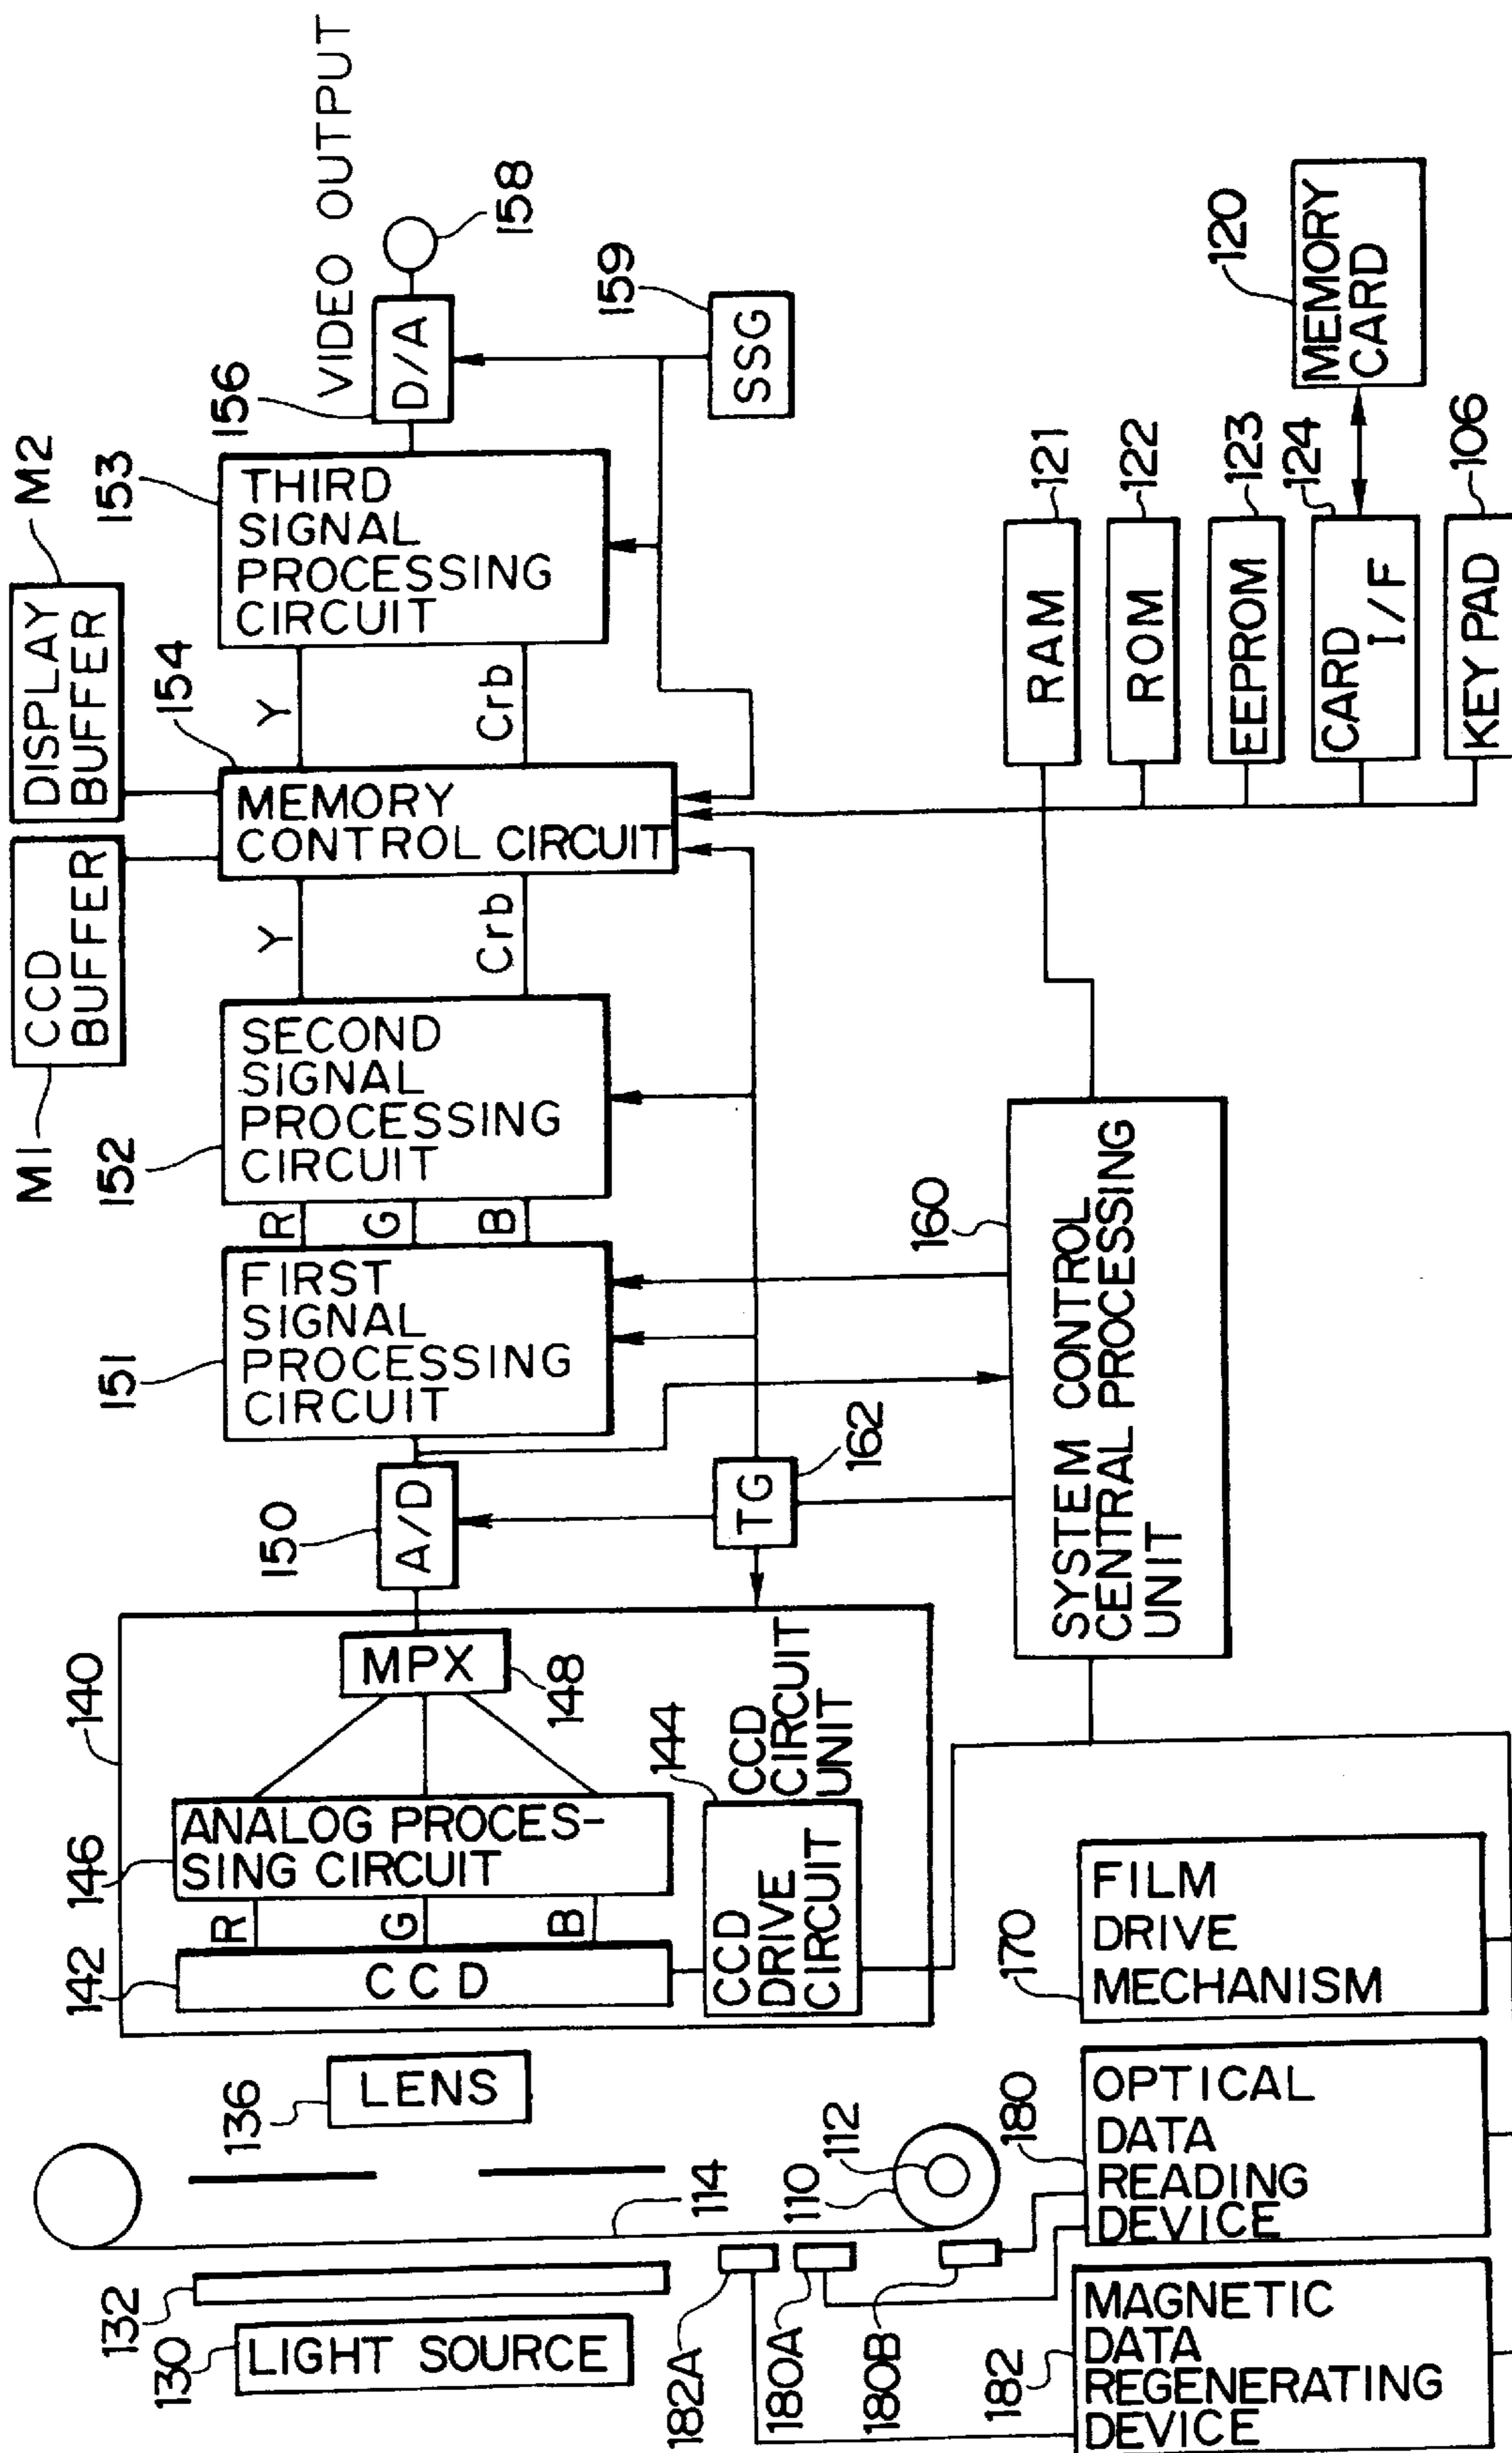 VIDEO OUTPUT
CCD
BUFFER
M1
DISPLAY
BUFFER
M2
140
142
CCD
R
G
B
146
ANALOG PROCES-
SING CIRCUIT
MPX
148
144
CCD
DRIVE
CIRCUIT
CCD
CIRCUIT
UNIT
150
A/D
151
FIRST
SIGNAL
PROCESSING
CIRCUIT
R
G
B
152
SECOND
SIGNAL
PROCESSING
CIRCUIT
Y
Crb
154
MEMORY
CONTROL CIRCUIT
Y
Crb
153
THIRD
SIGNAL
PROCESSING
CIRCUIT
156
D/A
158
159
SSG
TG
162
132
130
LIGHT SOURCE
136
LENS
114
110
112
182A
180A
180B
182
MAGNETIC
DATA
REGENERATING
DEVICE
180
OPTICAL
DATA
READING
DEVICE
170
FILM
DRIVE
MECHANISM
160
SYSTEM CONTROL
CENTRAL PROCESSING
UNIT
RAM
121
ROM
122
EEPROM
123
CARD
I/F
124
KEY PAD
106
120
MEMORY
CARD